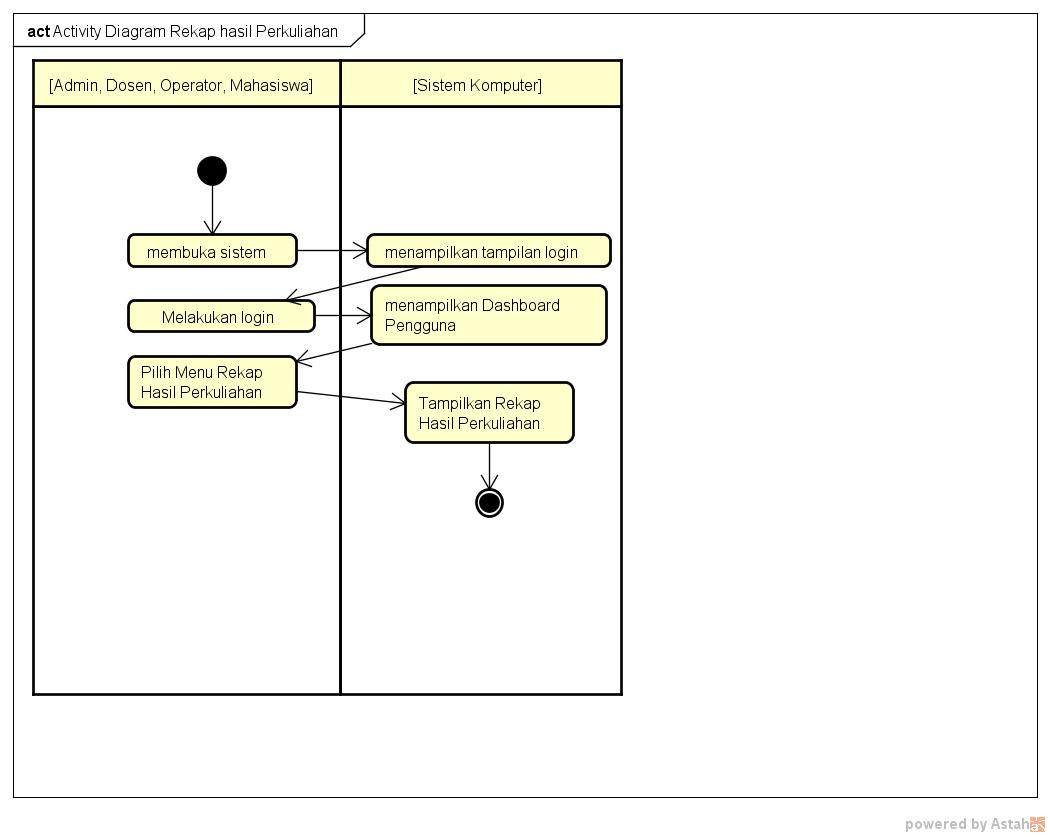 act Activity Diagram Rekap hasil Perkuliahan
[Admin, Dosen, Operator, Mahasiswa]
[Sistem Komputer]
membuka sistem
menampilkan tampilan login
Melakukan login
menampilkan Dashboard
Pengguna
Pilih Menu Rekap
Hasil Perkuliahan
Tampilkan Rekap
Hasil Perkuliahan
powered by Astah